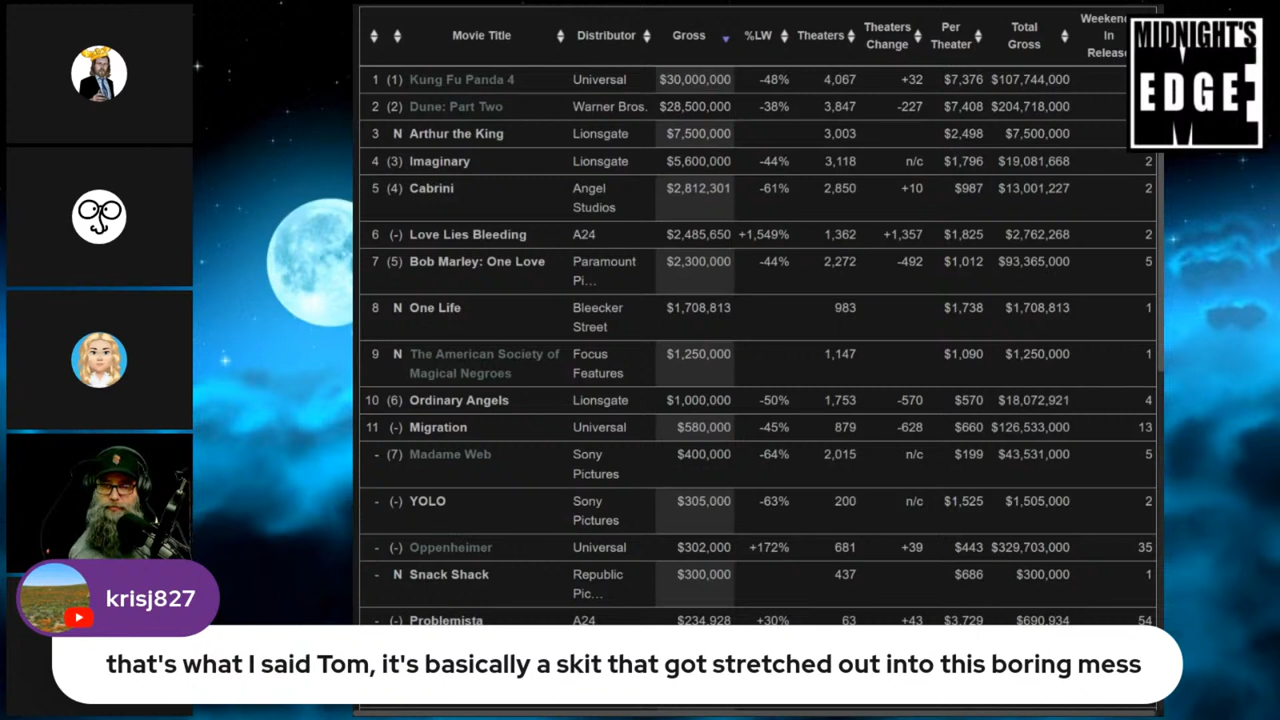 Movie Title Distributor Gross %LW Theaters Theaters Change Per Theater Total Gross Weekend In Release
MIDNIGHT'S
EDGE
1 (1) Kung Fu Panda 4 Universal $30,000,000 -48% 4,067 +32 $7,376 $107,744,000
2 (2) Dune: Part Two Warner Bros. $28,500,000 -38% 3,847 -227 $7,408 $204,718,000
3 N Arthur the King Lionsgate $7,500,000 3,003 $2,498 $7,500,000
4 (3) Imaginary Lionsgate $5,600,000 -44% 3,118 n/c $1,796 $19,081,668 2
5 (4) Cabrini Angel Studios $2,812,301 -61% 2,850 +10 $987 $13,001,227 2
6 (-) Love Lies Bleeding A24 $2,485,650 +1,549% 1,362 +1,357 $1,825 $2,762,268 2
7 (5) Bob Marley: One Love Paramount Pi... $2,300,000 -44% 2,272 -492 $1,012 $93,365,000 5
8 N One Life Bleecker Street $1,708,813 983 $1,738 $1,708,813 1
9 N The American Society of Magical Negroes Focus Features $1,250,000 1,147 $1,090 $1,250,000 1
10 (6) Ordinary Angels Lionsgate $1,000,000 -50% 1,753 -570 $570 $18,072,921 4
11 (-) Migration Universal $580,000 -45% 879 -628 $660 $126,533,000 13
- (7) Madame Web Sony Pictures $400,000 -64% 2,015 n/c $199 $43,531,000 5
- (-) YOLO Sony Pictures $305,000 -63% 200 n/c $1,525 $1,505,000 2
- (-) Oppenheimer Universal $302,000 +172% 681 +39 $443 $329,703,000 35
- N Snack Shack Republic Pic... $300,000 437 $686 $300,000 1
- (-) Problemista A24 $234,928 +30% 63 +43 $3,729 $690,934 54
krisj827
that's what I said Tom, it's basically a skit that got stretched out into this boring mess